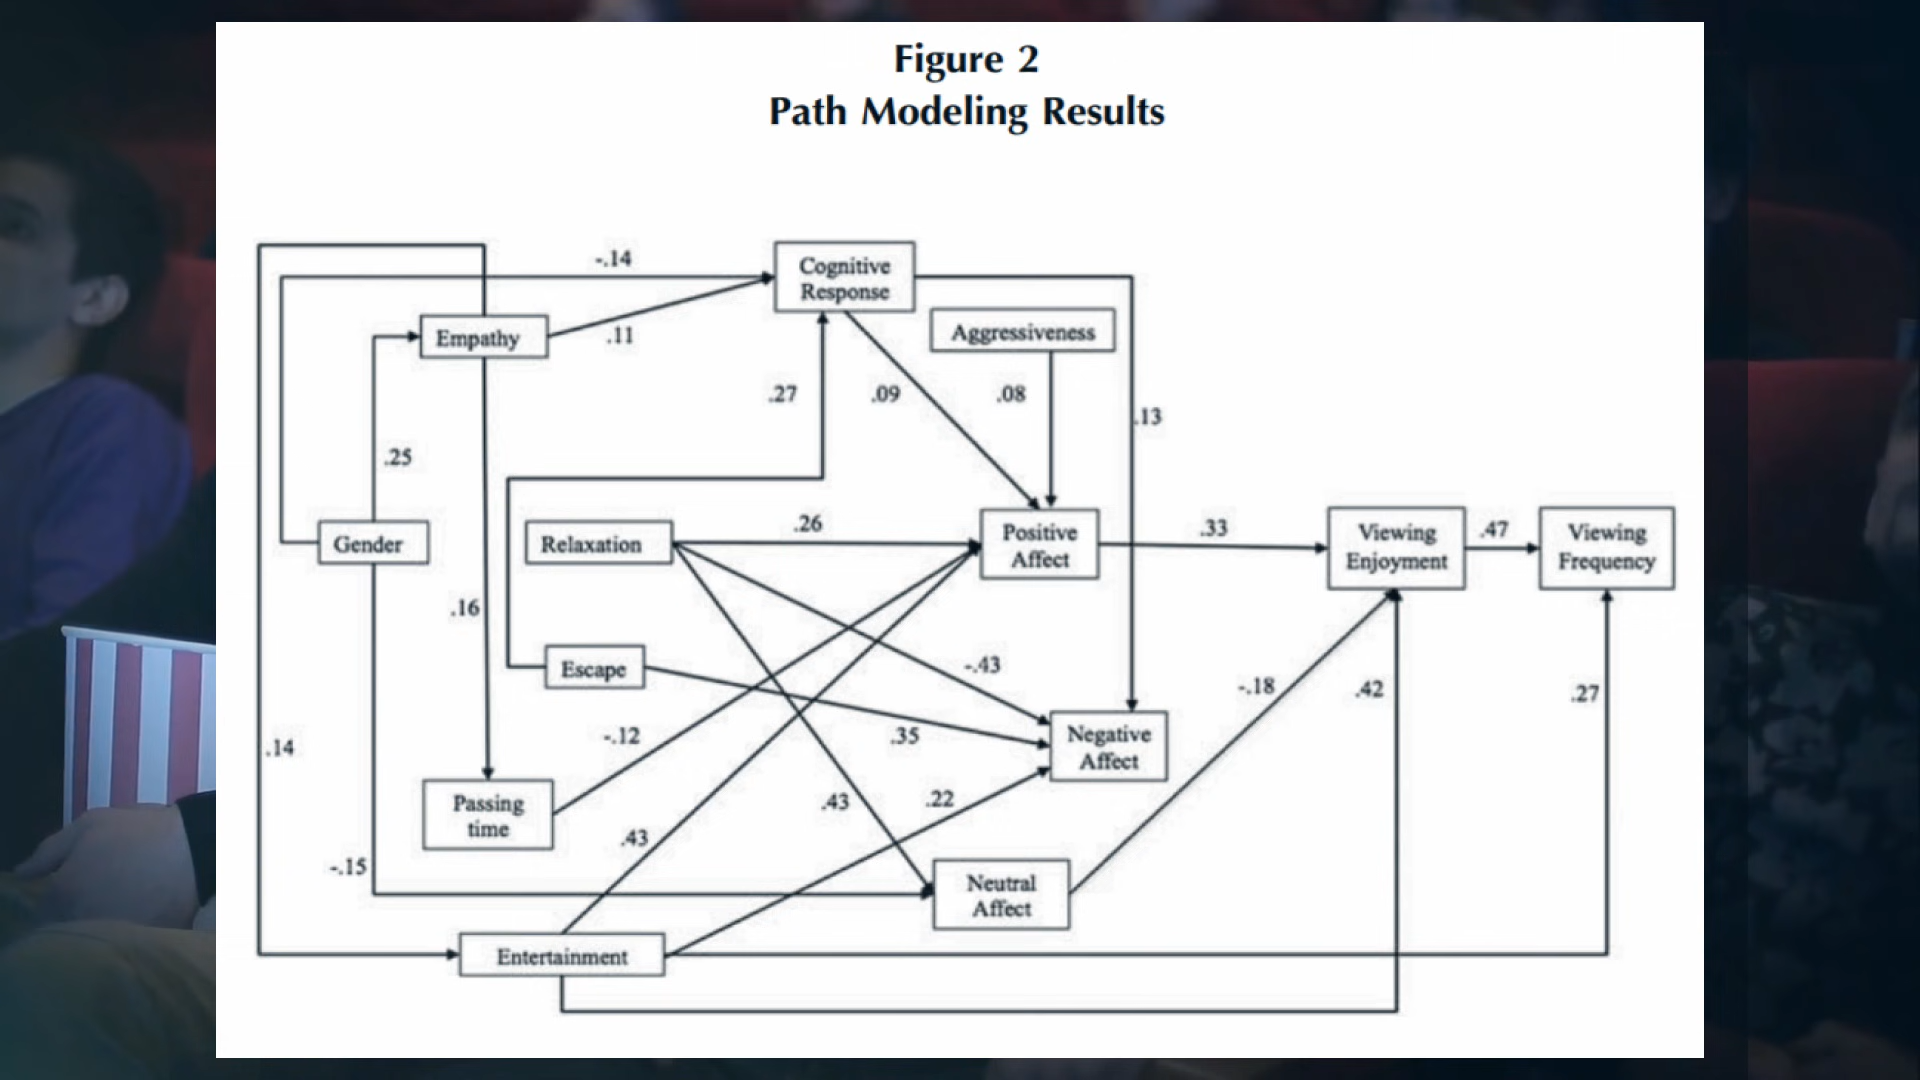 Figure 2
Path Modeling Results
-.14
Cognitive
Response
Empathy
.11
Aggressiveness
.27
.09
.08
.13
.25
Gender
Relaxation
.26
Positive
Affect
.33
Viewing
Enjoyment
.47
Viewing
Frequency
.16
Escape
-.43
-.18
.42
.27
-.12
.35
Negative
Affect
.14
Passing
time
.43
.43
.22
-.15
Neutral
Affect
Entertainment